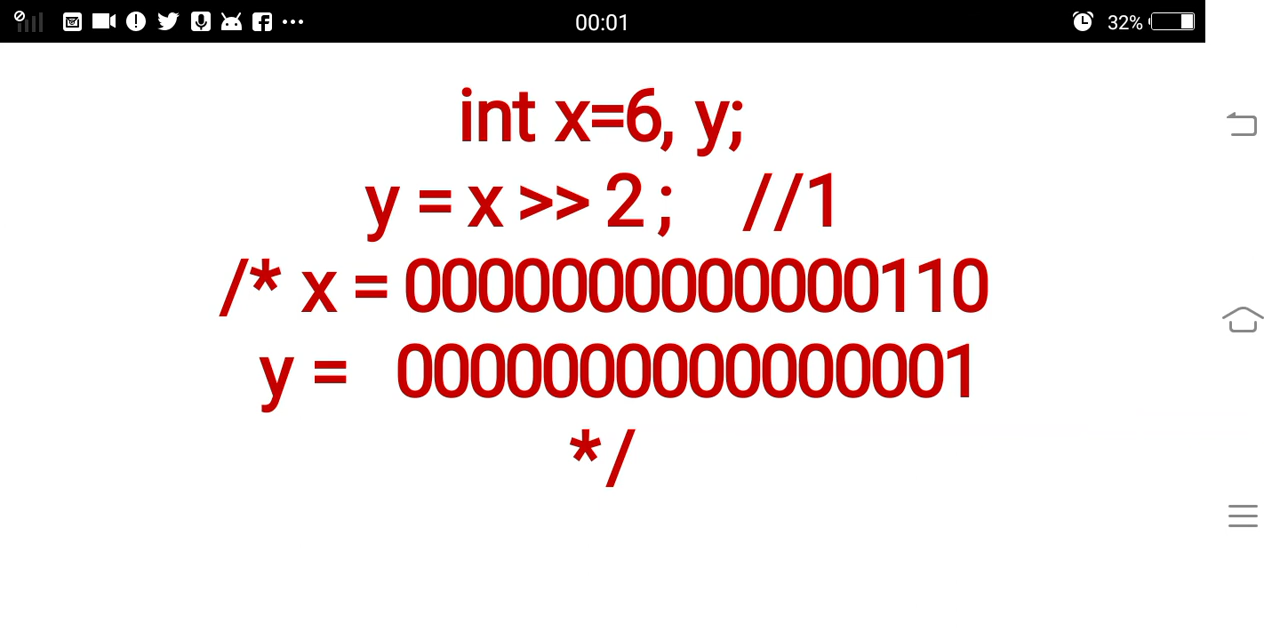 00:01
32%
int x=6, y;
y = x >> 2 ; //1
/* x = 0000000000000110
y = 0000000000000001
*/